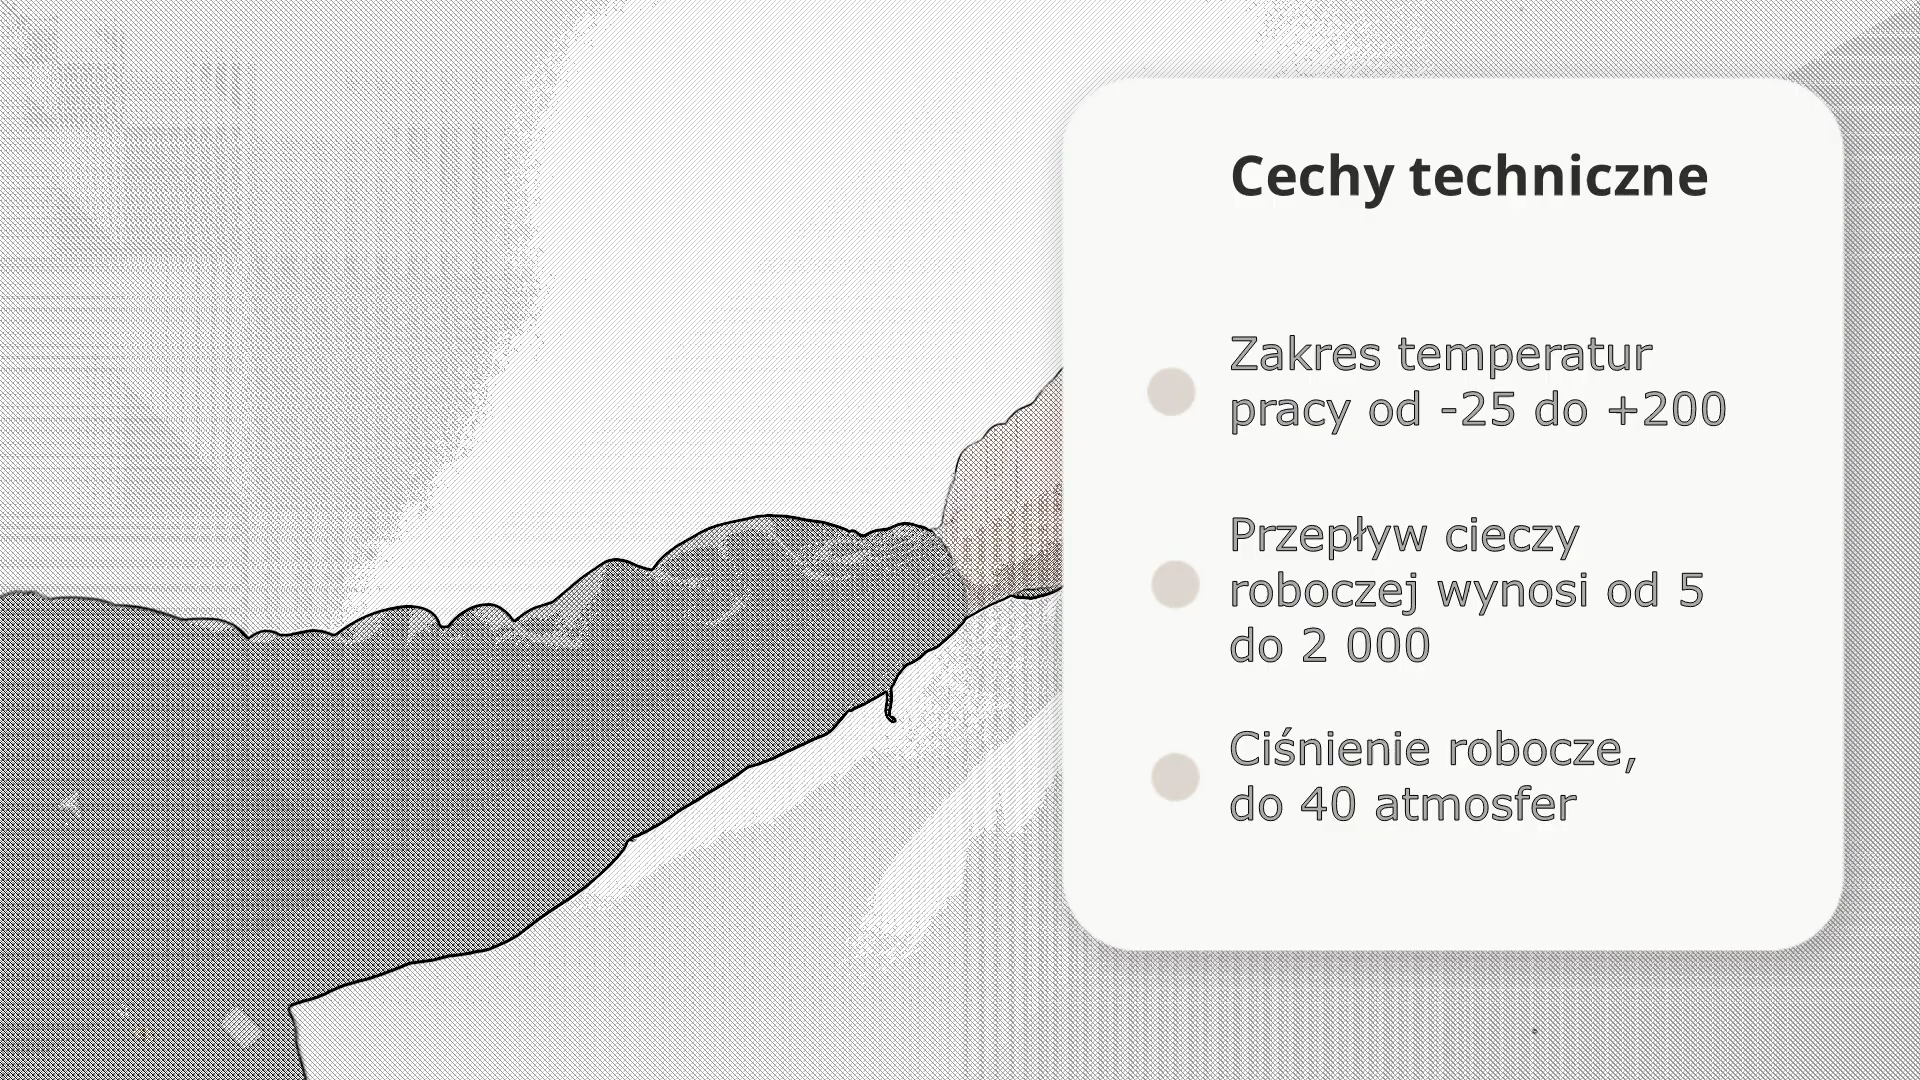 Cechy techniczne
Zakres temperatur
pracy od -25 do +200
Przepływ cieczy
roboczej wynosi od 5
do 2 000
Ciśnienie robocze,
do 40 atmosfer